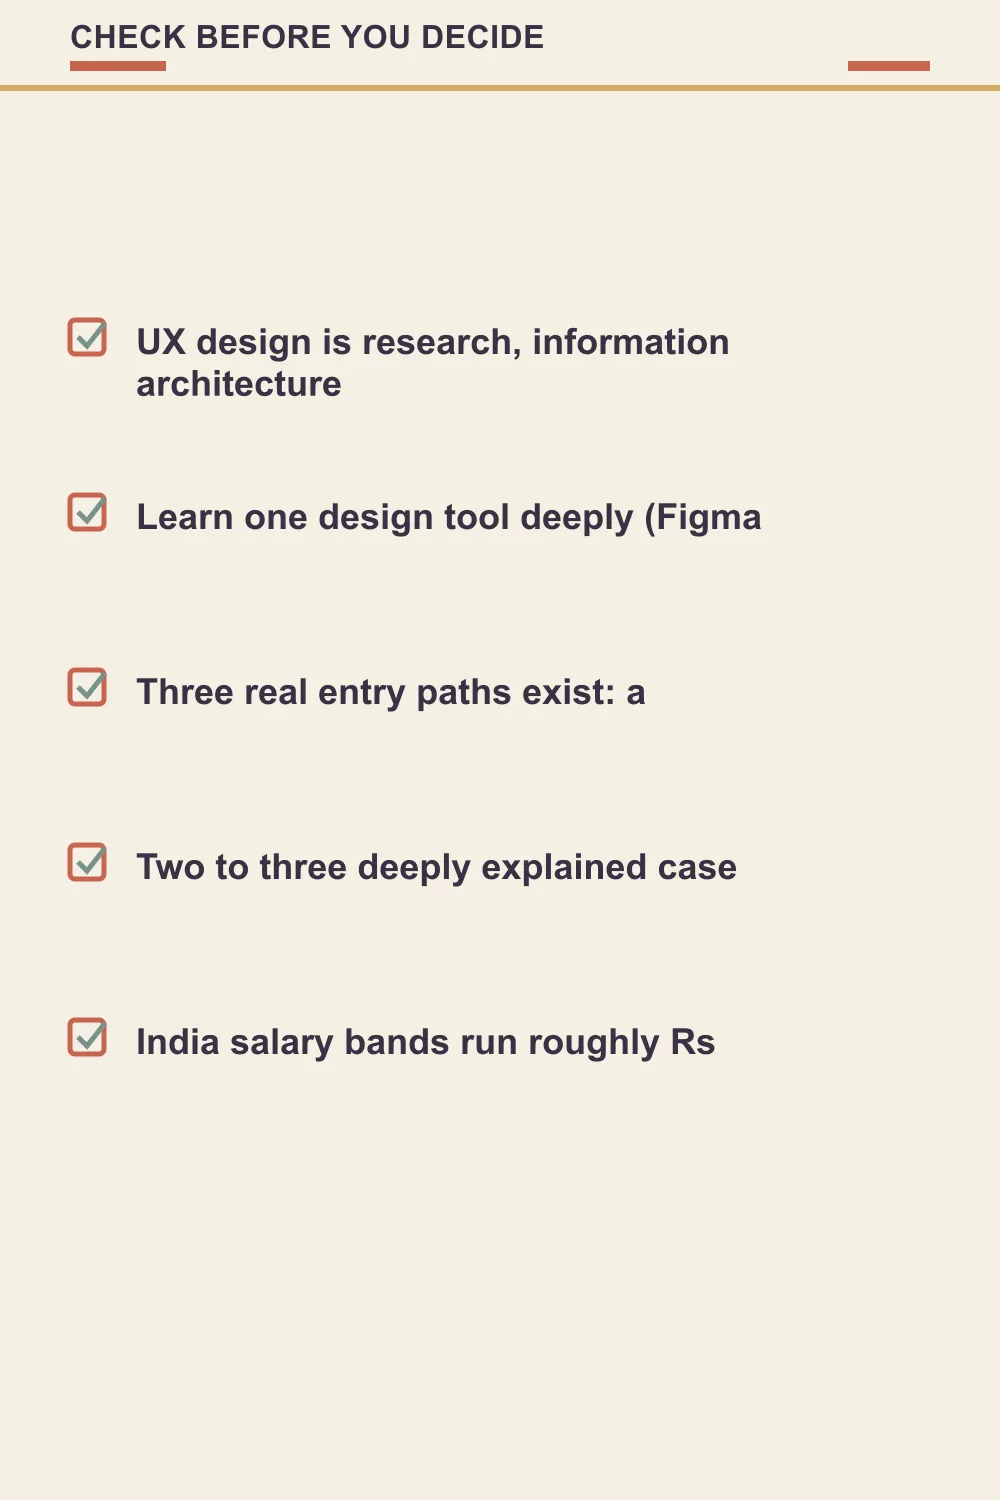 CHECK BEFORE YOU DECIDE
UX design is research, information
architecture
Learn one design tool deeply (Figma
Three real entry paths exist: a
Two to three deeply explained case
India salary bands run roughly Rs